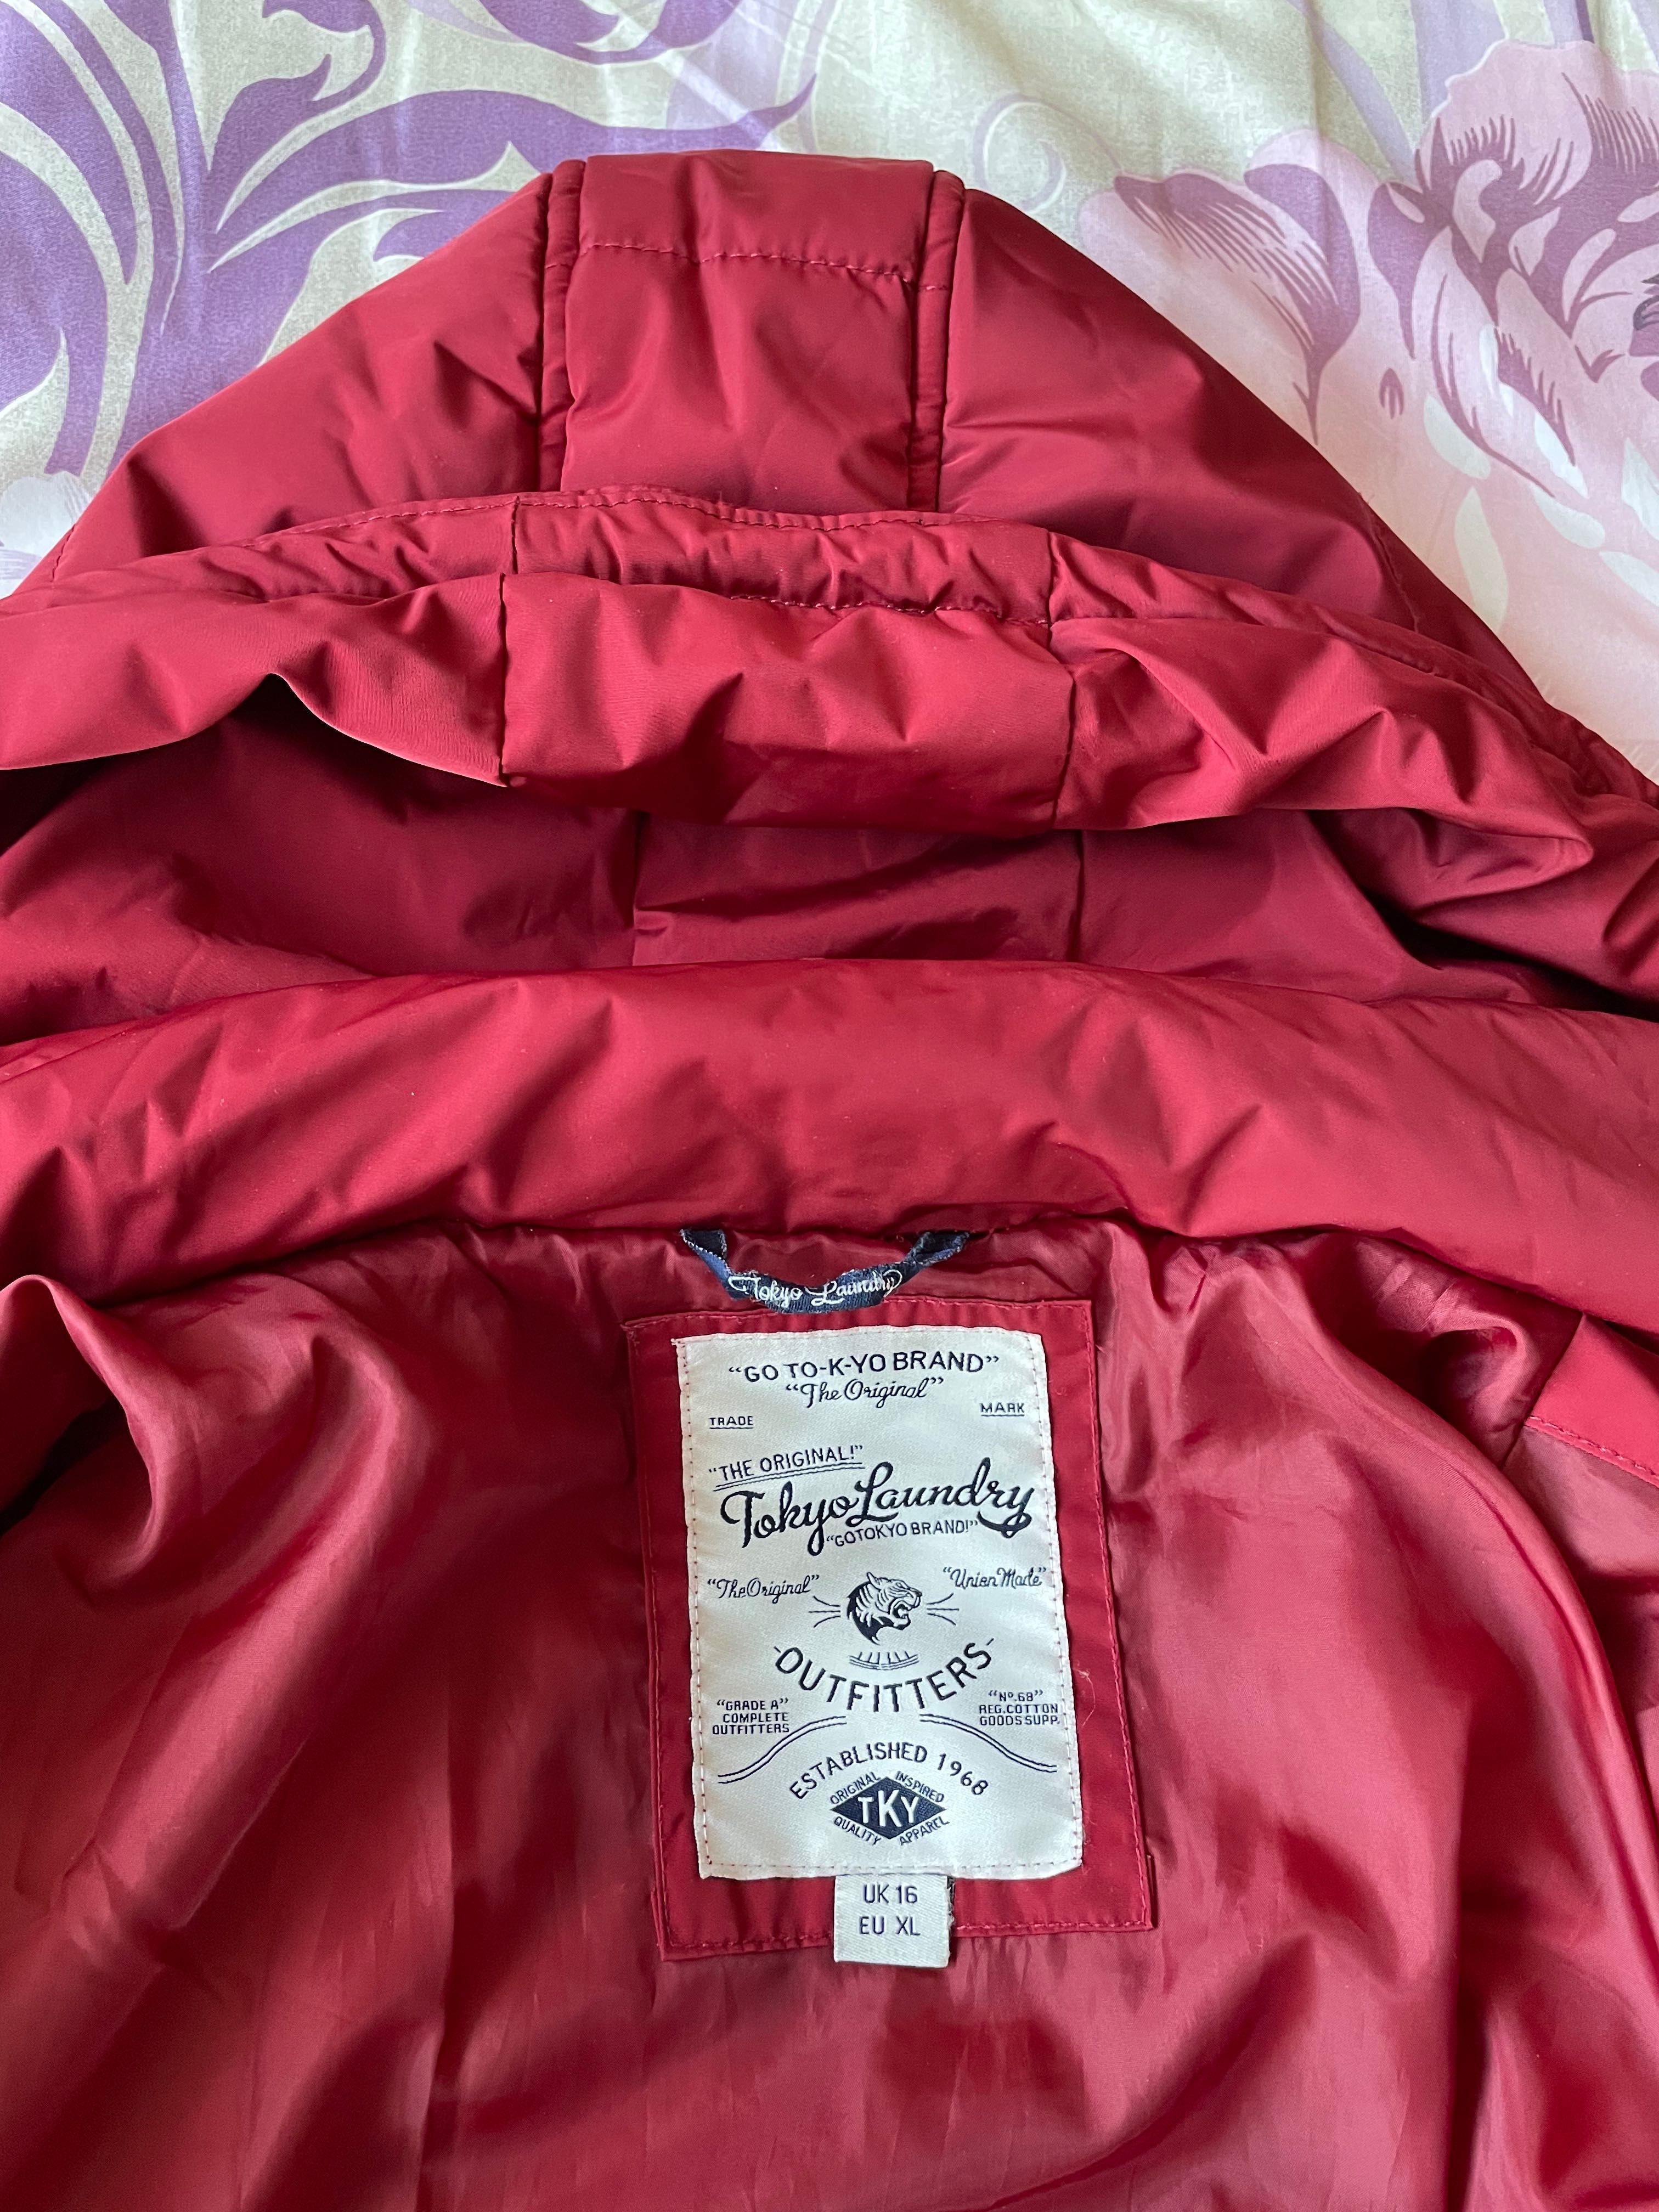 Tokyo Laundry
“GO TO-K-YO BRAND”
“The Original”
TRADE MARK
“THE ORIGINAL!”
Tokyo Laundry
“GOTOKYO BRAND!”
“The Original” “Union Made”
OUTFITTERS
“GRADE A” “Nº.68”
COMPLETE REG.COTTON
OUTFITTERS GOODS SUPP.
ESTABLISHED 1968
ORIGINAL INSPIRED
TKY
QUALITY APPAREL
UK 16
EU XL